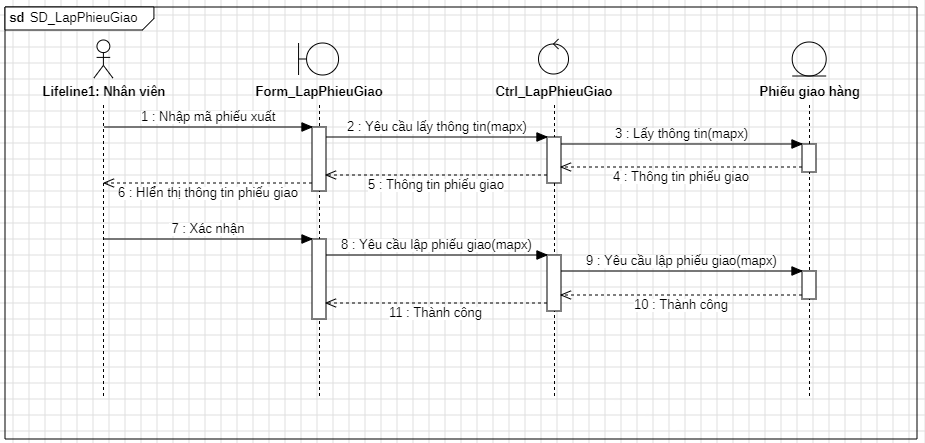 sd SD_LapPhieuGiao
Lifeline1: Nhân viên
Form_LapPhieuGiao
Ctrl_LapPhieuGiao
Phiếu giao hàng
1 : Nhập mã phiếu xuất
2 : Yêu cầu lấy thông tin(mapx)
3 : Lấy thông tin(mapx)
4 : Thông tin phiếu giao
5 : Thông tin phiếu giao
6 : HIển thị thông tin phiếu giao
7 : Xác nhận
8 : Yêu cầu lập phiếu giao(mapx)
9 : Yêu cầu lập phiếu giao(mapx)
10 : Thành công
11 : Thành công